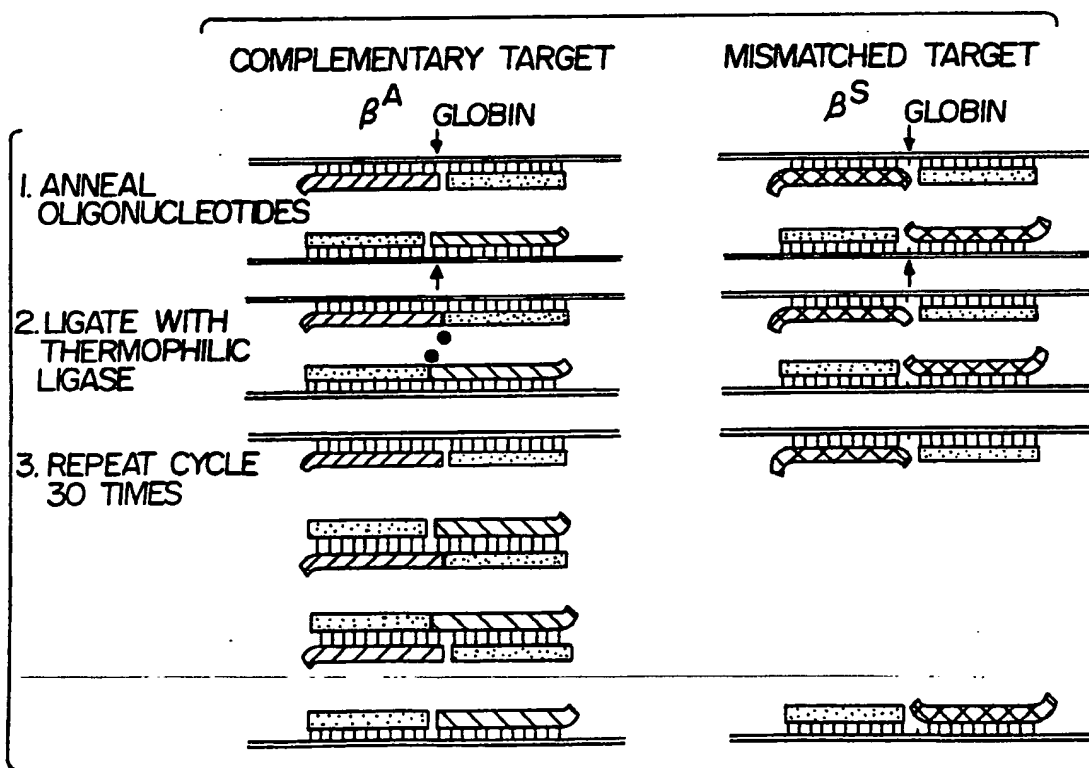 COMPLEMENTARY TARGET
β^A GLOBIN
MISMATCHED TARGET
β^S GLOBIN
1. ANNEAL
OLIGONUCLEOTIDES
2. LIGATE WITH
THERMOPHILIC
LIGASE
3. REPEAT CYCLE
30 TIMES